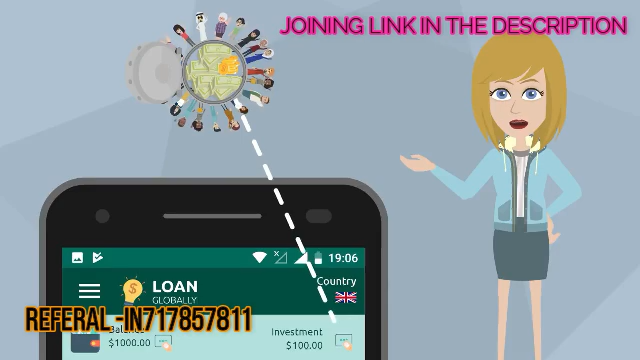 JOINING LINK IN THE DESCRIPTION
19:06
LOAN
GLOBALLY
Country
REFERAL -IN717857811
Balance
$1000.00
Investment
$100.00